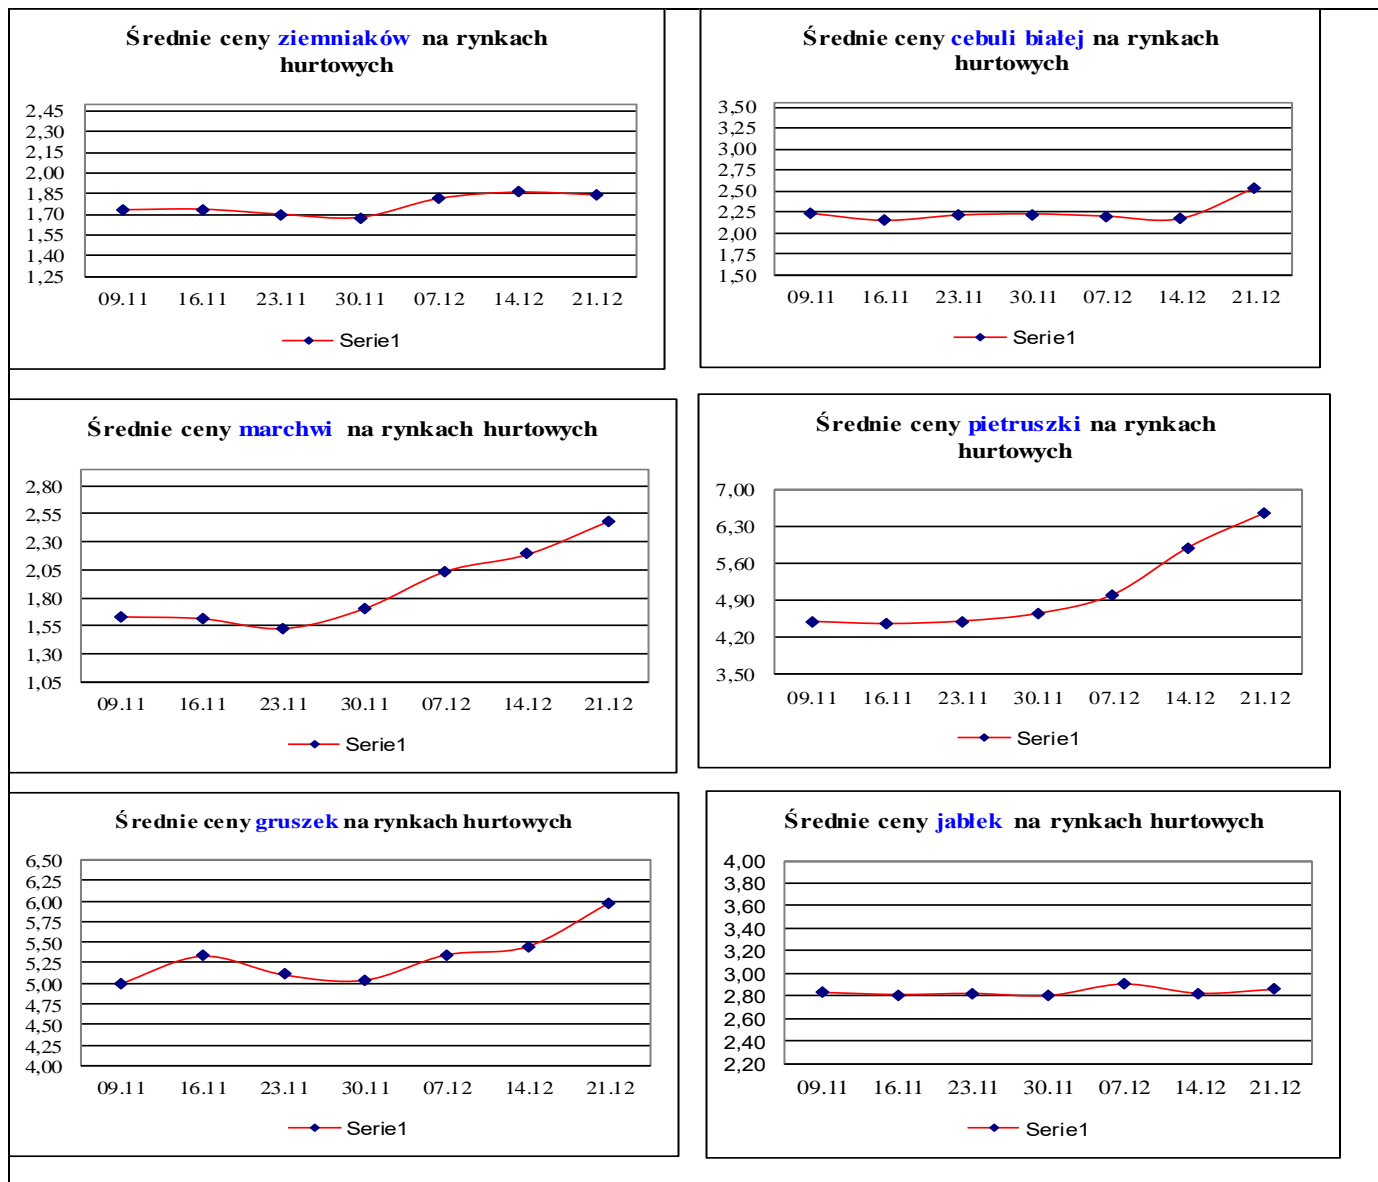 Średnie ceny ziemniaków na rynkach
hurtowych
2,45
2,30
2,15
2,00
1,85
1,70
1,55
1,40
1,25
09.11 16.11 23.11 30.11 07.12 14.12 21.12
Serie1
Średnie ceny cebuli białej na rynkach
hurtowych
3,50
3,25
3,00
2,75
2,50
2,25
2,00
1,75
1,50
09.11 16.11 23.11 30.11 07.12 14.12 21.12
Serie1
Średnie ceny marchwi na rynkach hurtowych
2,80
2,55
2,30
2,05
1,80
1,55
1,30
1,05
09.11 16.11 23.11 30.11 07.12 14.12 21.12
Serie1
Średnie ceny pietruszki na rynkach
hurtowych
7,00
6,30
5,60
4,90
4,20
3,50
09.11 16.11 23.11 30.11 07.12 14.12 21.12
Serie1
Średnie ceny gruszek na rynkach hurtowych
6,50
6,25
6,00
5,75
5,50
5,25
5,00
4,75
4,50
4,25
4,00
09.11 16.11 23.11 30.11 07.12 14.12 21.12
Serie1
Średnie ceny jabłek na rynkach hurtowych
4,00
3,80
3,60
3,40
3,20
3,00
2,80
2,60
2,40
2,20
09.11 16.11 23.11 30.11 07.12 14.12 21.12
Serie1